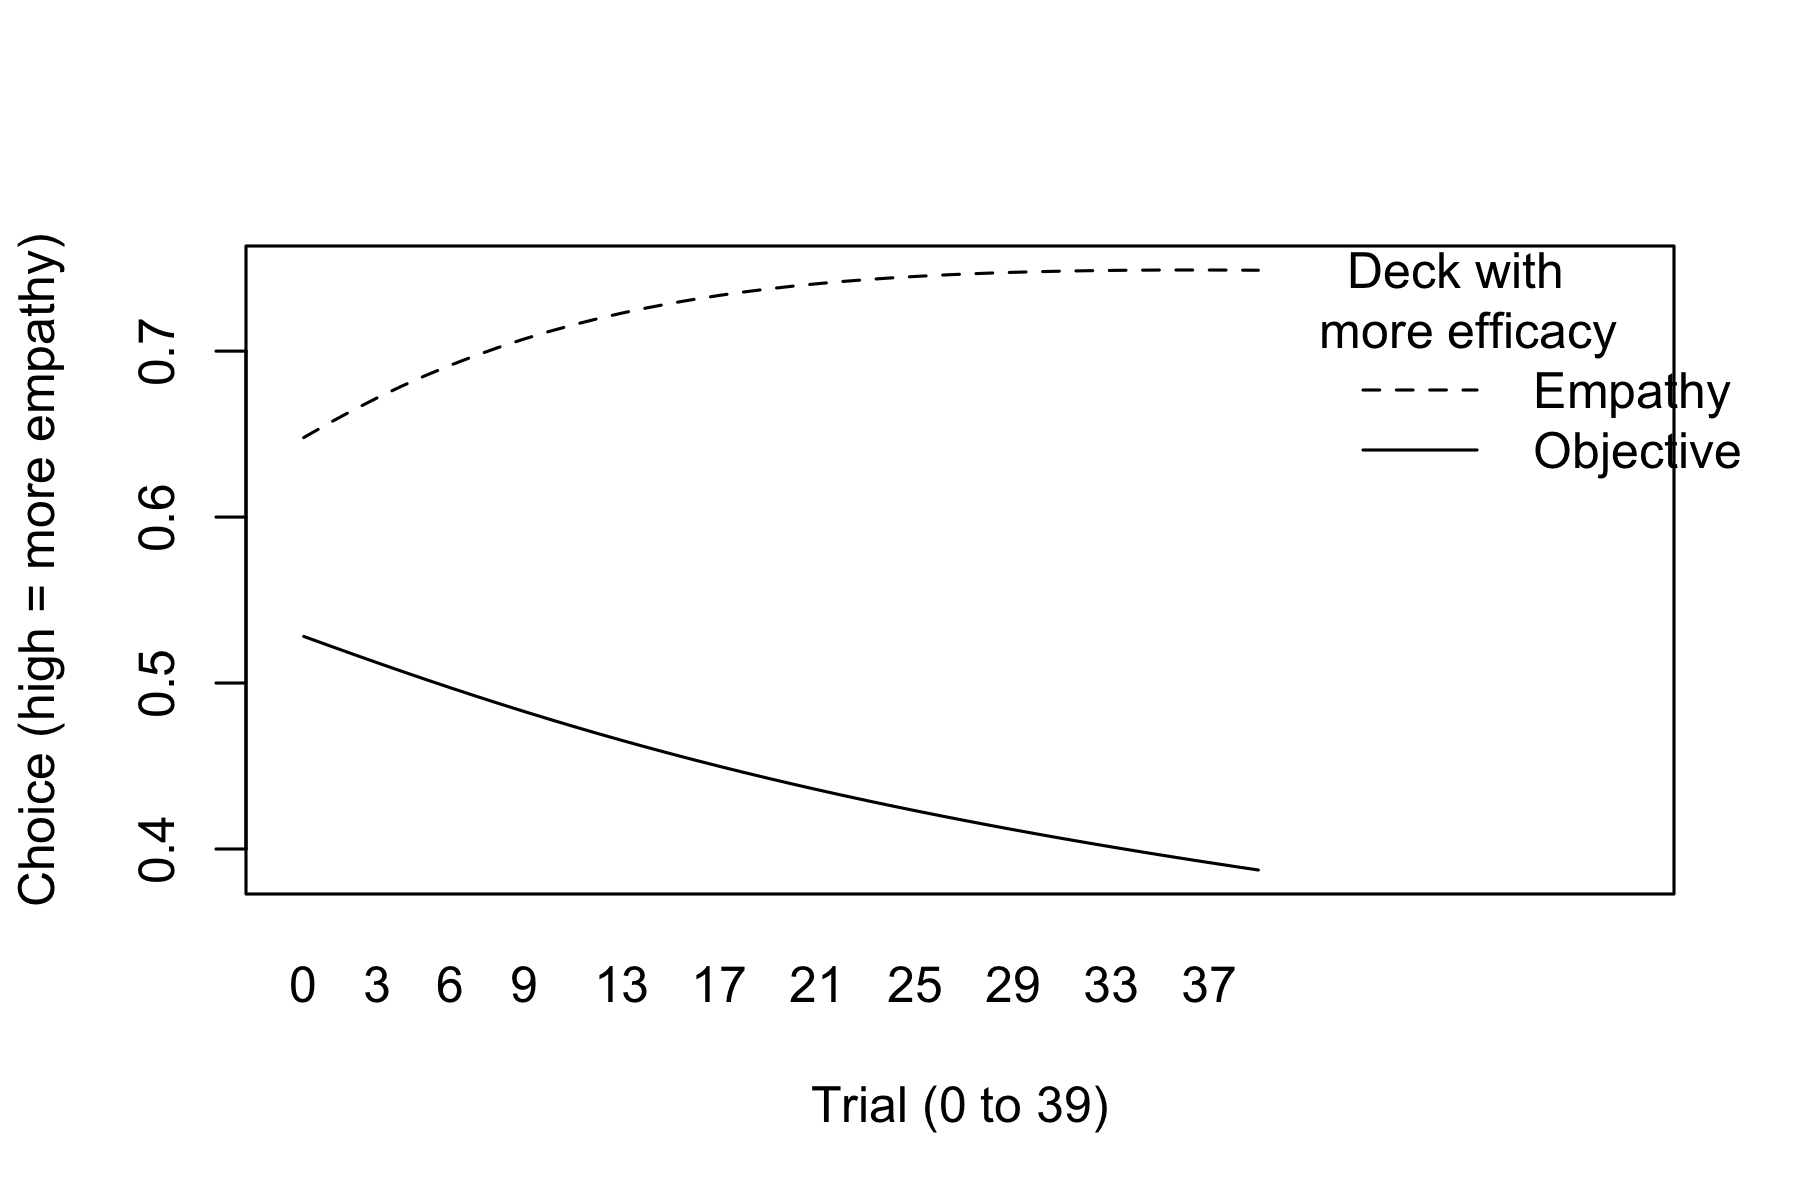 Deck with
more efficacy
Empathy
Objective
Choice (high = more empathy)
0.7
0.6
0.5
0.4
0 3 6 9 13 17 21 25 29 33 37
Trial (0 to 39)